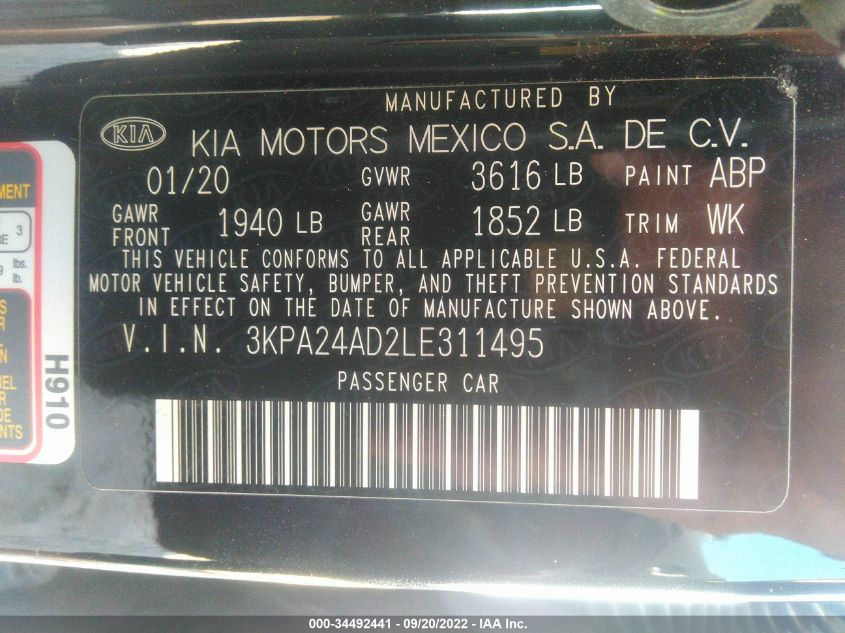 MANUFACTURED BY
KIA
KIA MOTORS MEXICO S.A. DE C.V.
01/20 GVWR 3616 LB PAINT ABP
GAWR FRONT 1940 LB GAWR REAR 1852 LB TRIM WK
THIS VEHICLE CONFORMS TO ALL APPLICABLE U.S.A. FEDERAL
MOTOR VEHICLE SAFETY, BUMPER, AND THEFT PREVENTION STANDARDS
IN EFFECT ON THE DATE OF MANUFACTURE SHOWN ABOVE.
V.I.N. 3KPA24AD2LE311495
PASSENGER CAR
3
lbs.
lb.
H910
000-34492441 - 09/20/2022 - IAA Inc.